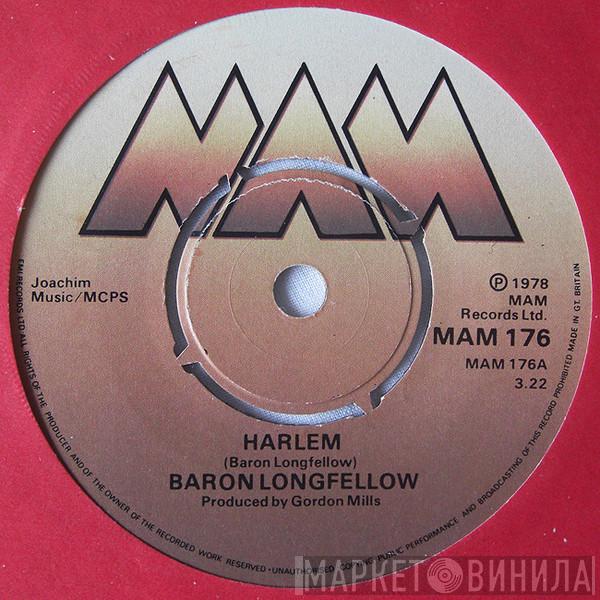 MAM
Joachim
Music/MCPS
℗ 1978
MAM
Records Ltd.
MAM 176
MAM 176A
3.22
HARLEM
(Baron Longfellow)
BARON LONGFELLOW
Produced by Gordon Mills
EMI RECORDS LTD ALL RIGHTS OF THE PRODUCER AND OF THE OWNER OF THE RECORDED WORK RESERVED • UNAUTHORISED COPYING PUBLIC PERFORMANCE AND BROADCASTING OF THIS RECORD PROHIBITED MADE IN GT. BRITAIN
МАРКЕТ ВИНИЛА